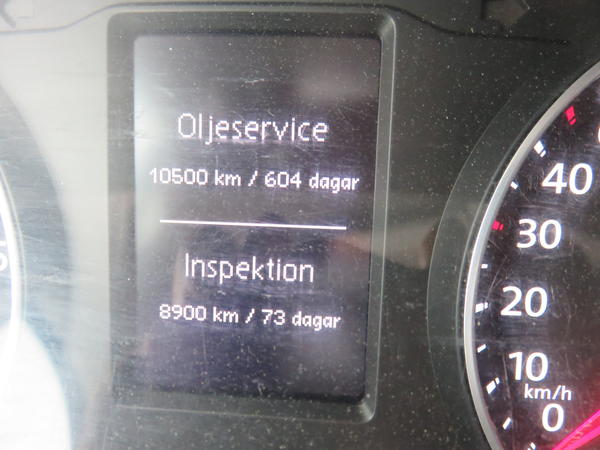 Oljeservice
10500 km / 604 dagar
Inspektion
8900 km / 73 dagar
40
30
20
10
km/h
0